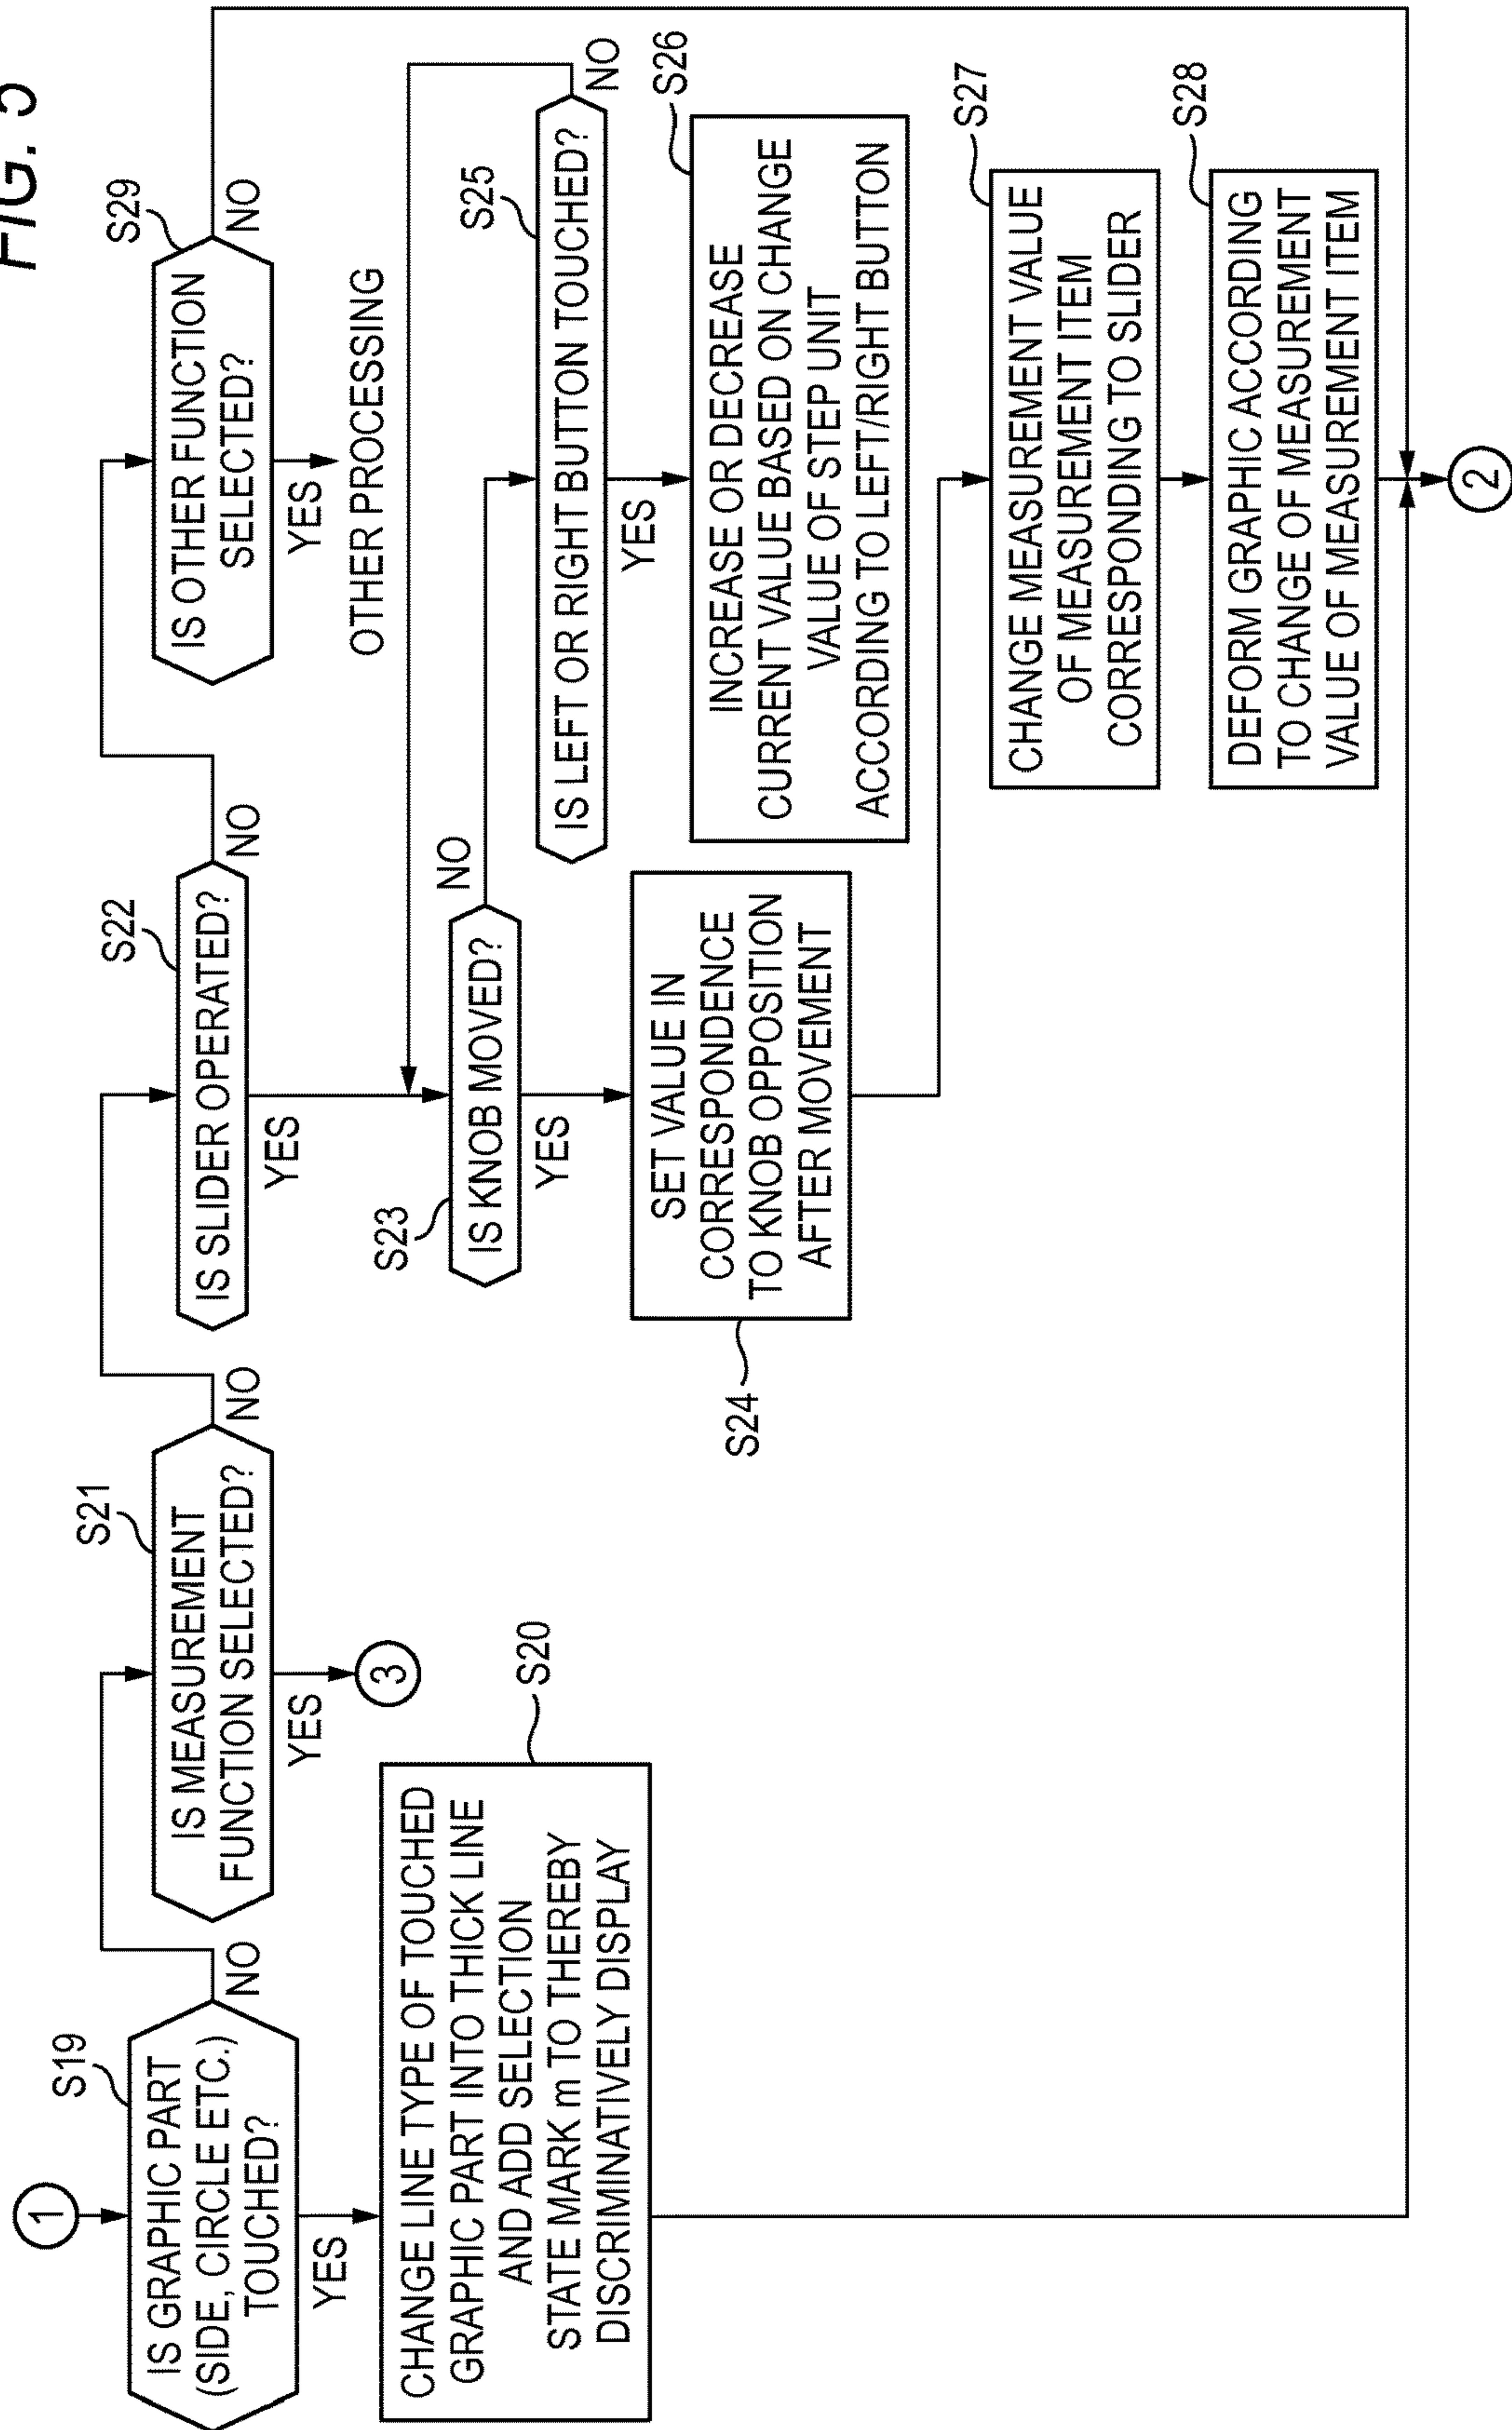 FIG. 5
1
S19
IS GRAPHIC PART
(SIDE, CIRCLE ETC.)
TOUCHED?
NO
YES
S20
CHANGE LINE TYPE OF TOUCHED
GRAPHIC PART INTO THICK LINE
AND ADD SELECTION
STATE MARK m TO THEREBY
DISCRIMINATIVELY DISPLAY
S21
IS MEASUREMENT
FUNCTION SELECTED?
NO
YES
3
S22
IS SLIDER OPERATED?
NO
YES
S23
IS KNOB MOVED?
NO
YES
S24
SET VALUE IN
CORRESPONDENCE
TO KNOB OPPOSITION
AFTER MOVEMENT
S29
IS OTHER FUNCTION
SELECTED?
NO
YES
OTHER PROCESSING
S25
IS LEFT OR RIGHT BUTTON TOUCHED?
NO
YES
S26
INCREASE OR DECREASE
CURRENT VALUE BASED ON CHANGE
VALUE OF STEP UNIT
ACCORDING TO LEFT/RIGHT BUTTON
S27
CHANGE MEASUREMENT VALUE
OF MEASUREMENT ITEM
CORRESPONDING TO SLIDER
S28
DEFORM GRAPHIC ACCORDING
TO CHANGE OF MEASUREMENT
VALUE OF MEASUREMENT ITEM
2